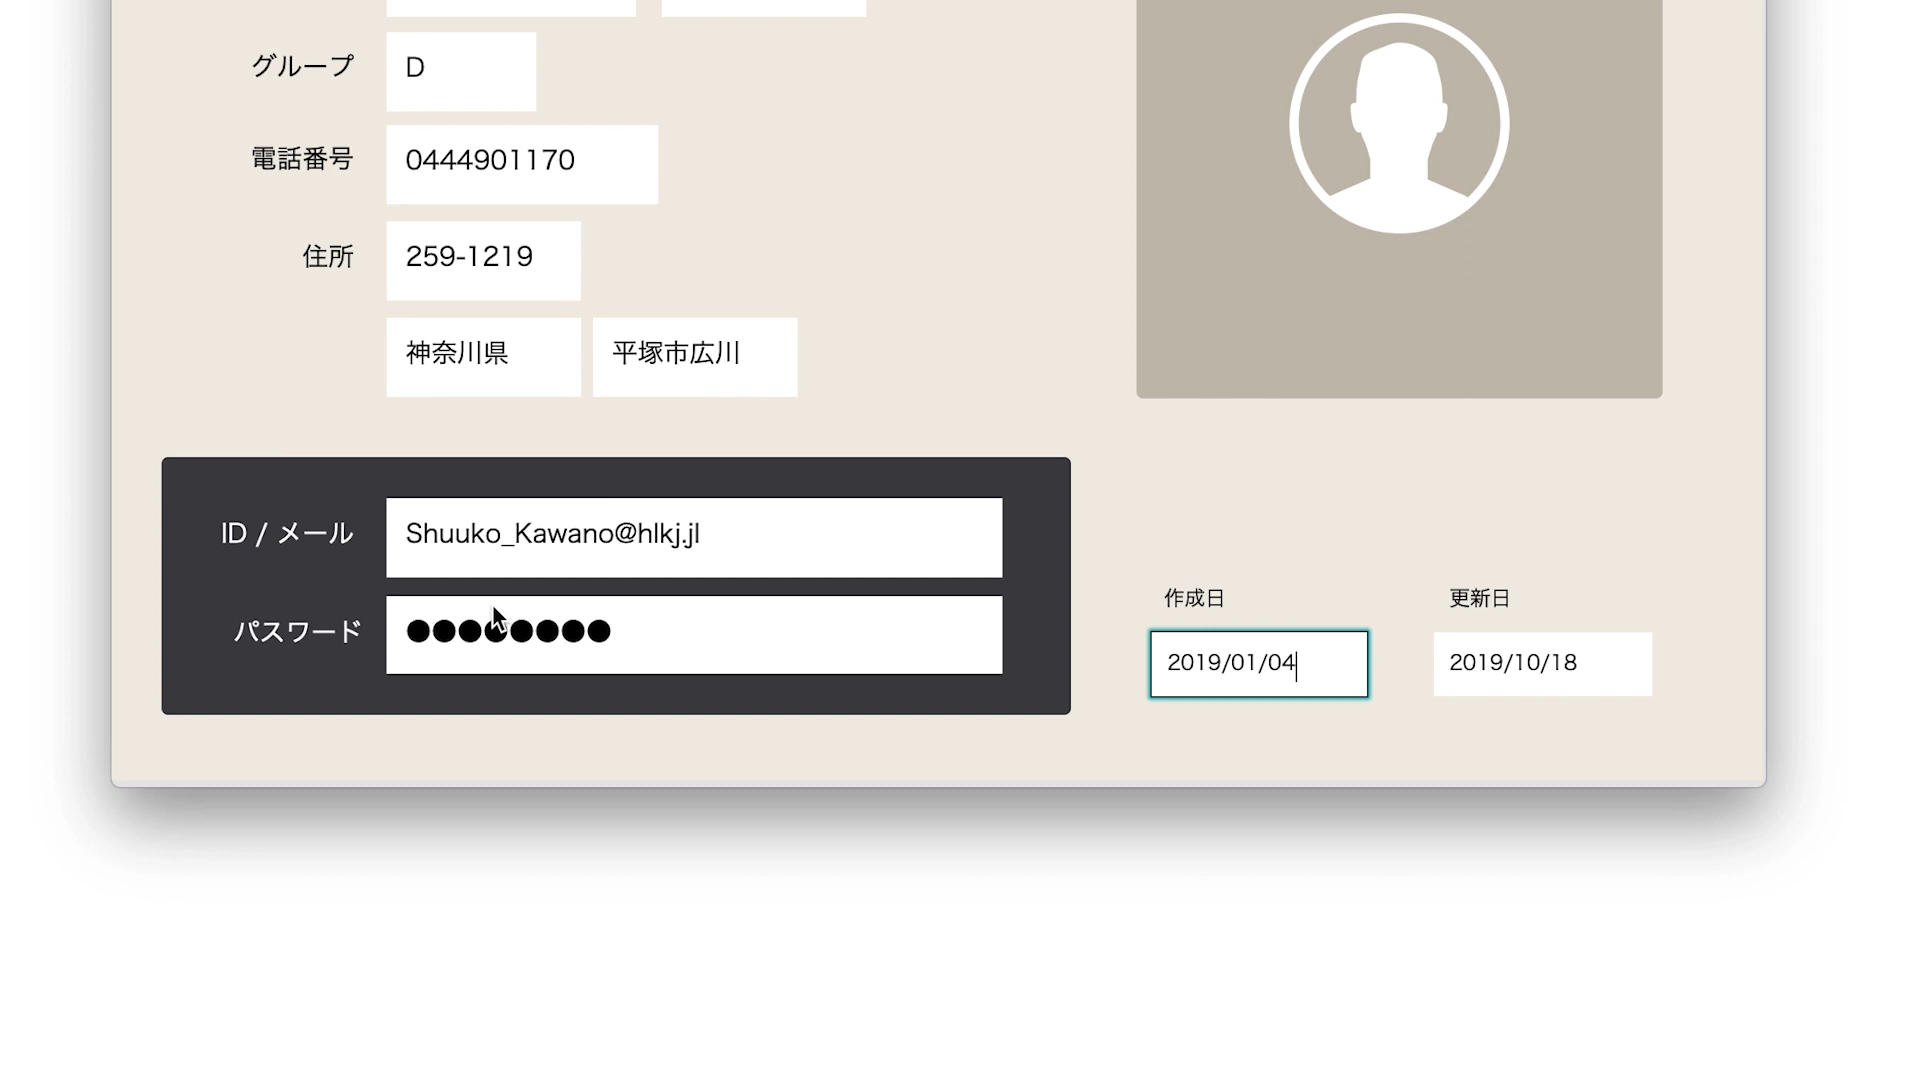 グループ D
電話番号 0444901170
住所 259-1219
神奈川県 平塚市広川
ID / メール Shuuko_Kawano@hlkj.jl
パスワード ●●●●●●●●
作成日 更新日
2019/01/04 2019/10/18